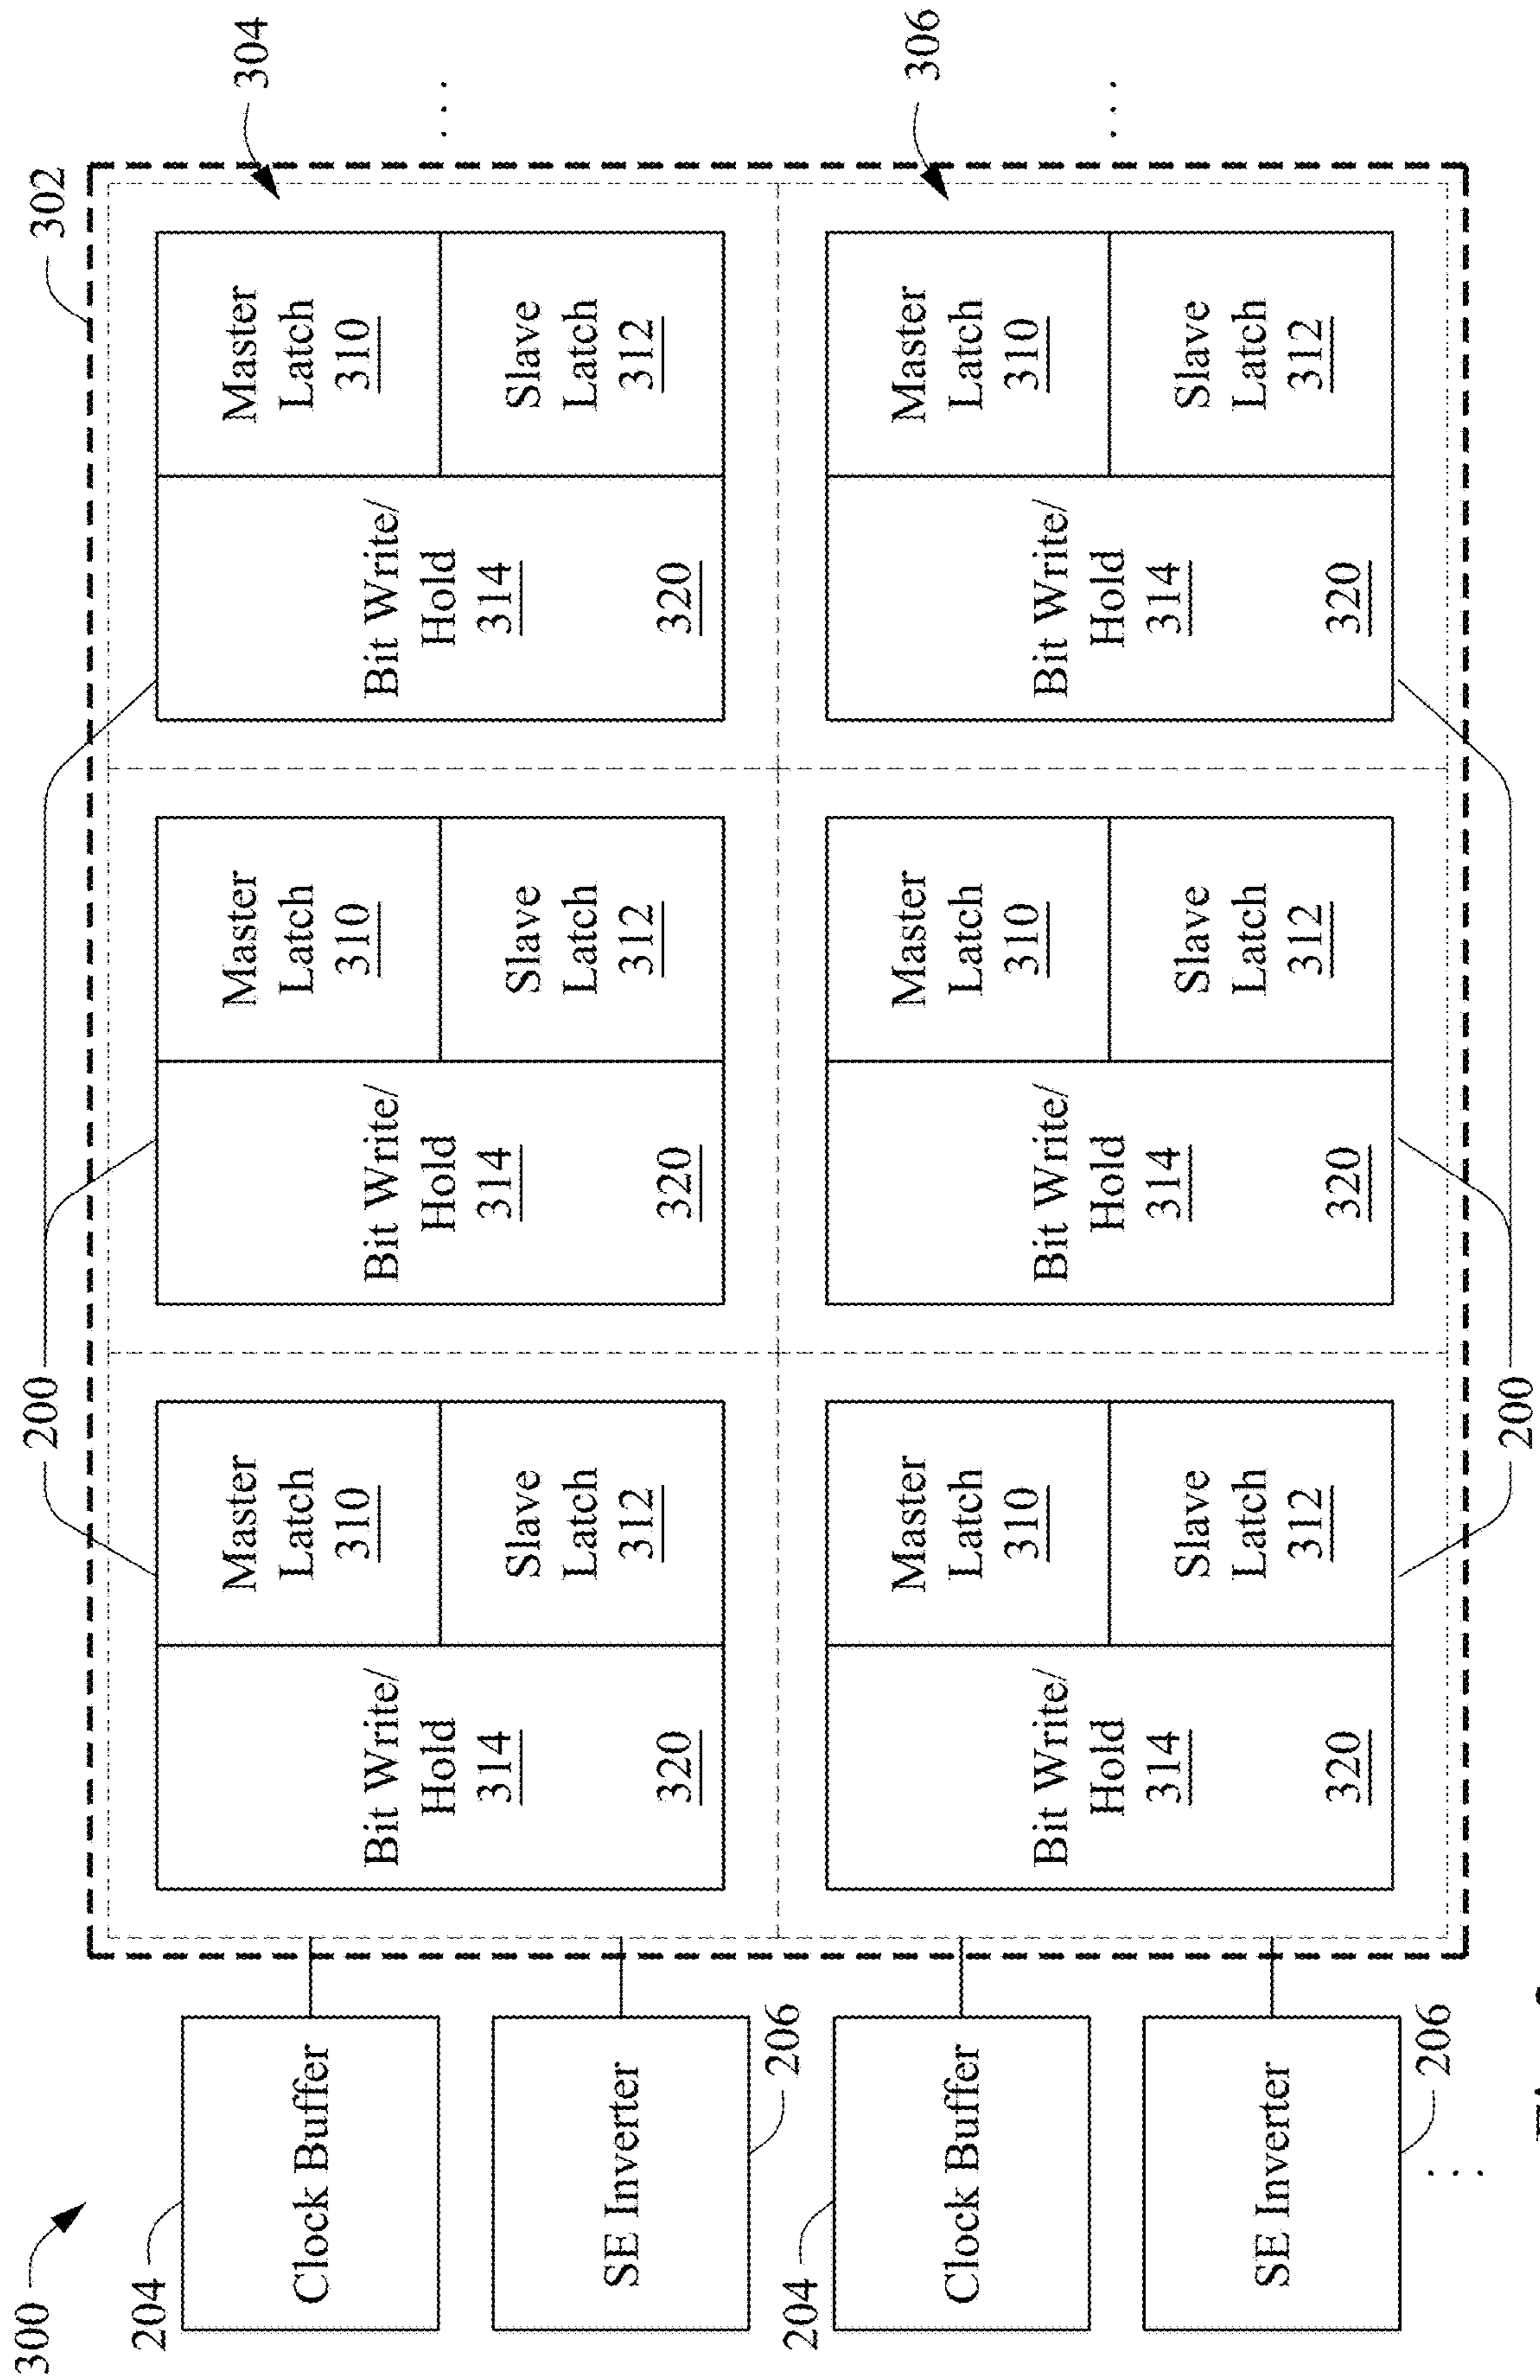 300
302
200
304
204
Clock Buffer
Bit Write/
Hold
314
320
Master
Latch
310
Slave
Latch
312
Bit Write/
Hold
314
320
Master
Latch
310
Slave
Latch
312
Bit Write/
Hold
314
320
Master
Latch
310
Slave
Latch
312
. . .
SE Inverter
206
306
204
Clock Buffer
Bit Write/
Hold
314
320
Master
Latch
310
Slave
Latch
312
Bit Write/
Hold
314
320
Master
Latch
310
Slave
Latch
312
Bit Write/
Hold
314
320
Master
Latch
310
Slave
Latch
312
. . .
SE Inverter
206
. . .
200